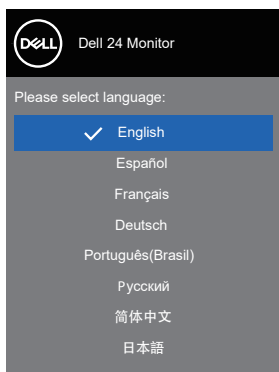 DELL
Dell 24 Monitor
Please select language:
English
Español
Français
Deutsch
Português(Brasil)
Русский
简体中文
日本語